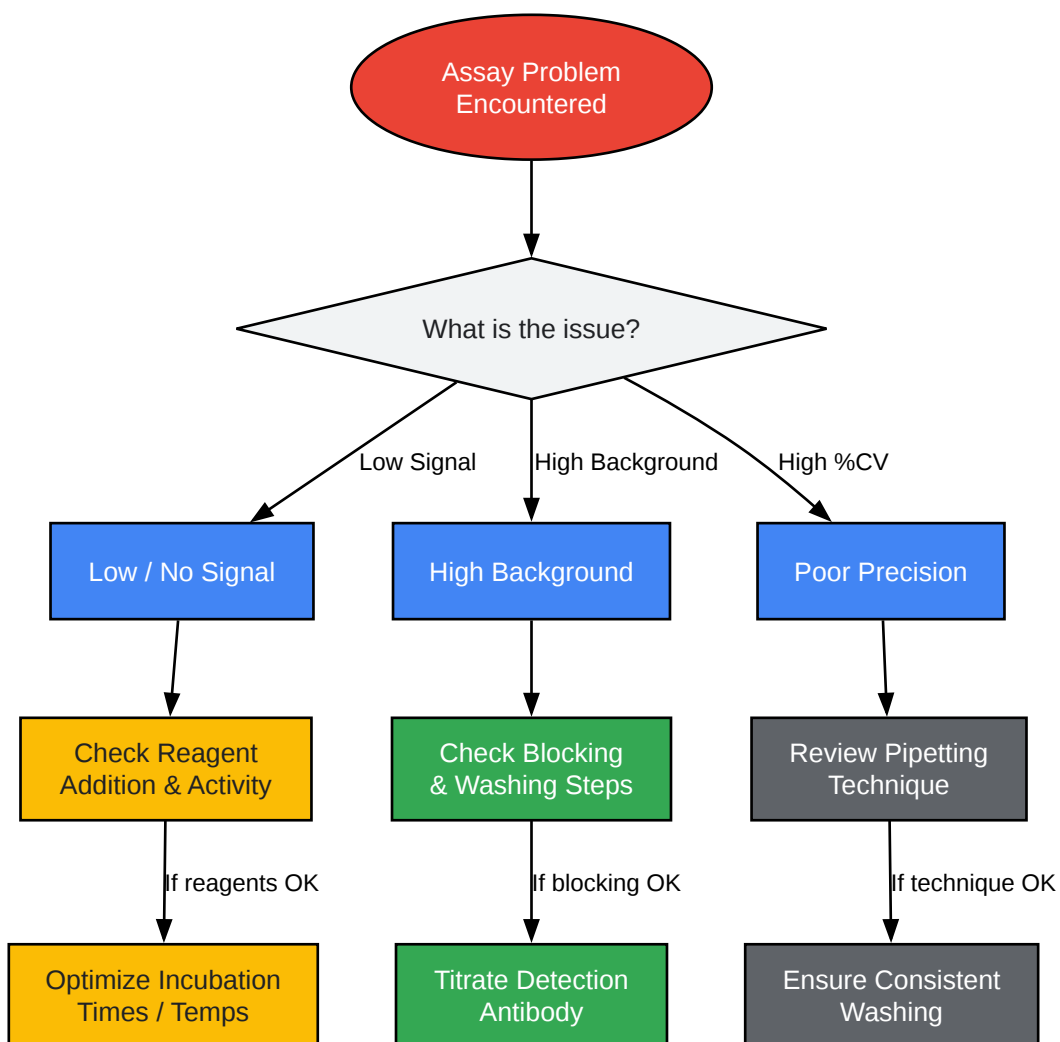 Assay Problem
Encountered
What is the issue?
Low Signal
High Background
High %CV
Low / No Signal
High Background
Poor Precision
Check Reagent
Addition & Activity
Check Blocking
& Washing Steps
Review Pipetting
Technique
If reagents OK
If blocking OK
If technique OK
Optimize Incubation
Times / Temps
Titrate Detection
Antibody
Ensure Consistent
Washing